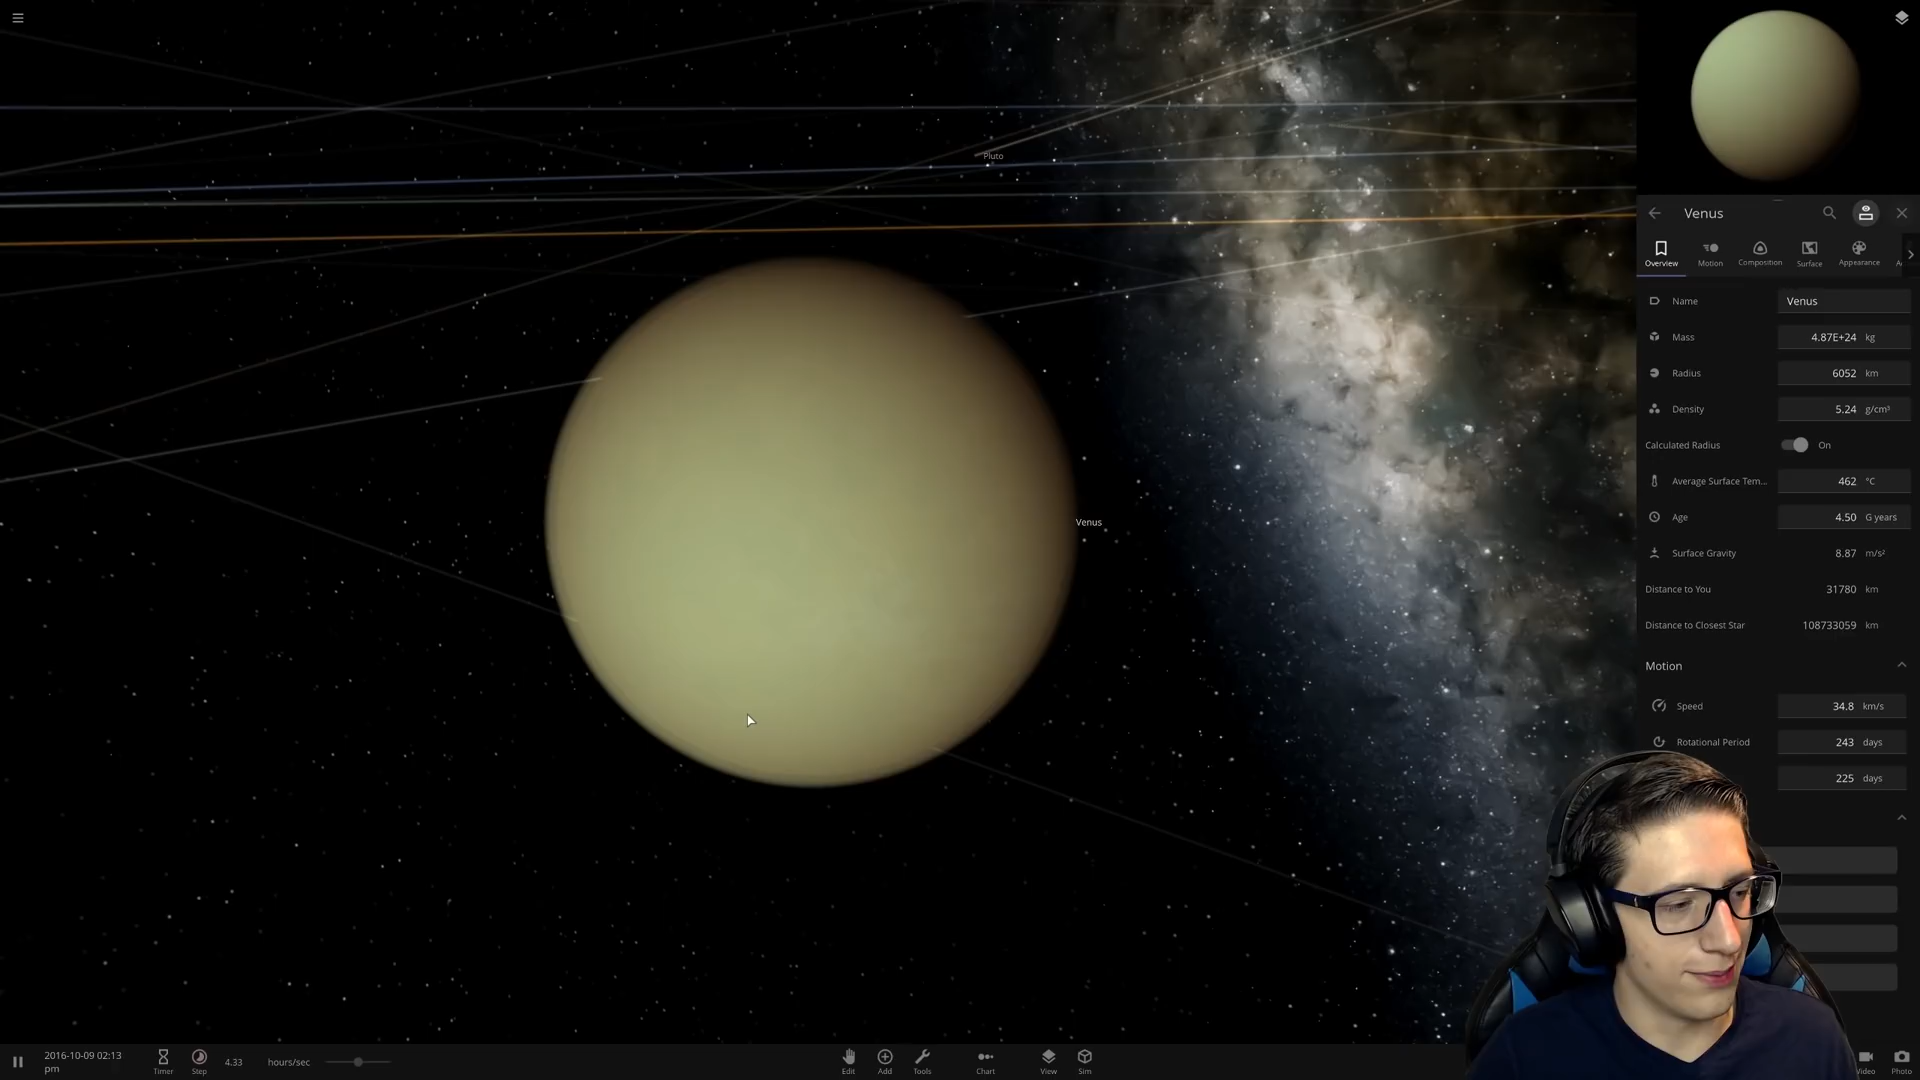 Pluto
Venus
Venus
Overview
Motion
Composition
Surface
Appearance
Name Venus
Mass 4.87E+24 kg
Radius 6052 km
Density 5.24 g/cm³
Calculated Radius On
Average Surface Tem... 462 °C
Age 4.50 G years
Surface Gravity 8.87 m/s²
Distance to You 31780 km
Distance to Closest Star 108733059 km
Motion
Speed 34.8 km/s
Rotational Period 243 days
225 days
2016-10-09 02:13
pm
Timer
Step
4.33 hours/sec
Edit
Add
Tools
Chart
View
Sim
Video
Photo